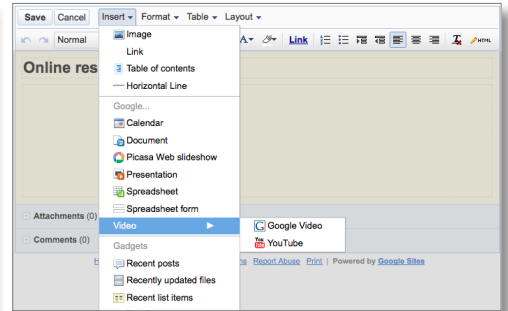 Save Cancel Insert Format Table Layout
Normal A Link HTML
Image
Link
Online res
Table of contents
Horizontal Line
Google...
Calendar
Document
Picasa Web slideshow
Presentation
Spreadsheet
Spreadsheet form
Attachments (0)
Video
Google Video
YouTube
Comments (0)
Gadgets
Recent posts
Report Abuse Print | Powered by Google Sites
Recently updated files
Recent list items